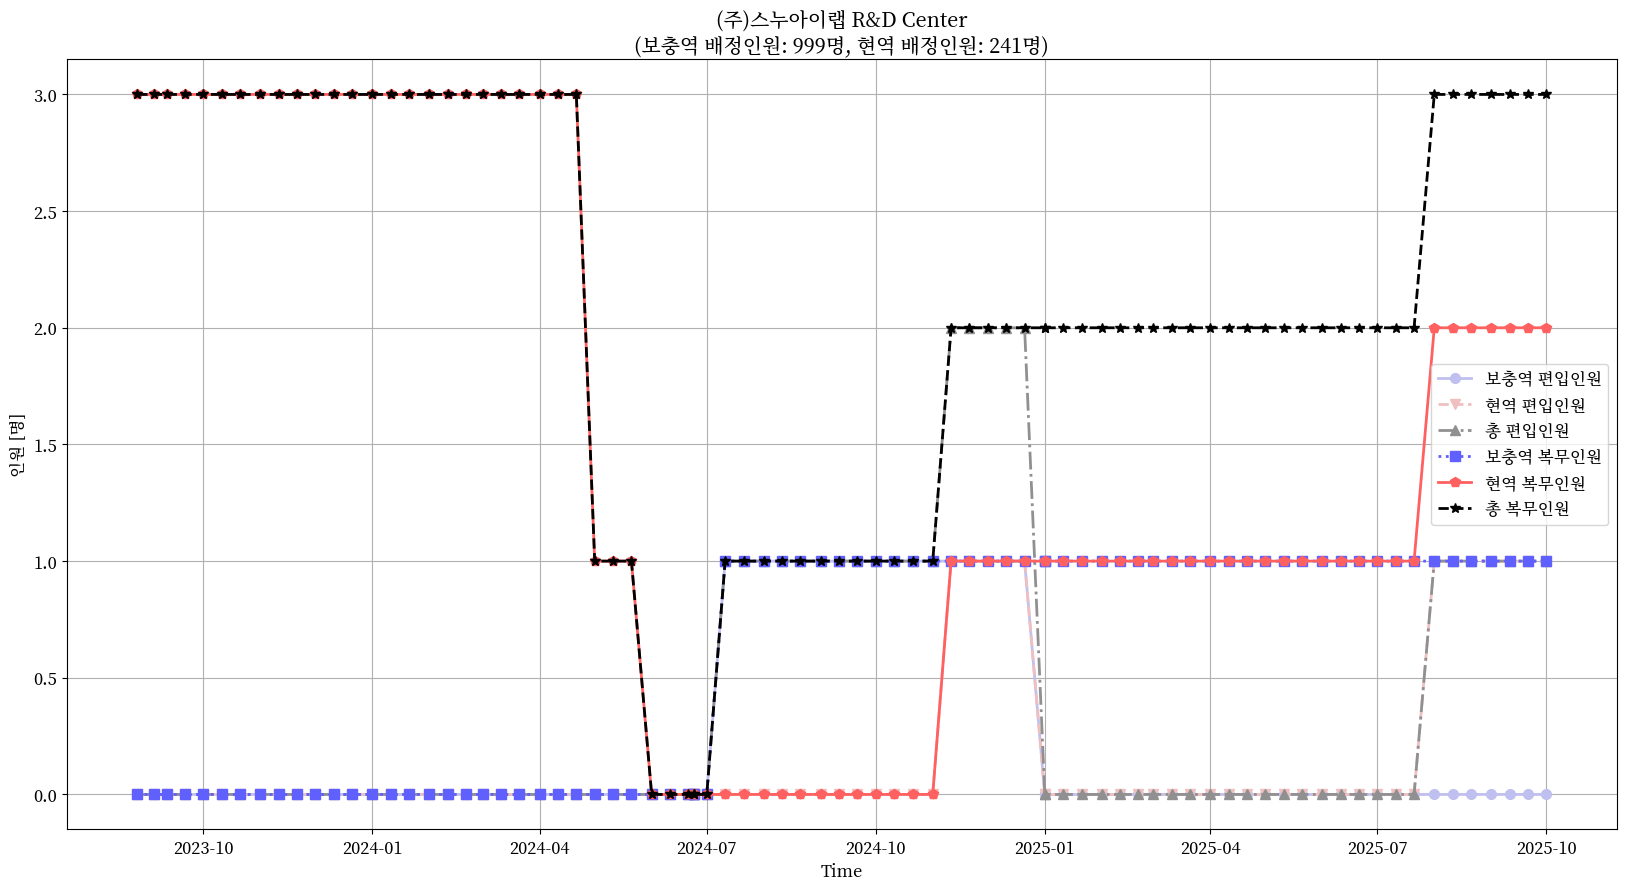 (주)스누아이랩 R&D Center
(보충역 배정인원: 999명, 현역 배정인원: 241명)
인원 [명]
3.0
2.5
2.0
1.5
1.0
0.5
0.0
보충역 편입인원
현역 편입인원
총 편입인원
보충역 복무인원
현역 복무인원
총 복무인원
2023-10
2024-01
2024-04
2024-07
2024-10
2025-01
2025-04
2025-07
2025-10
Time